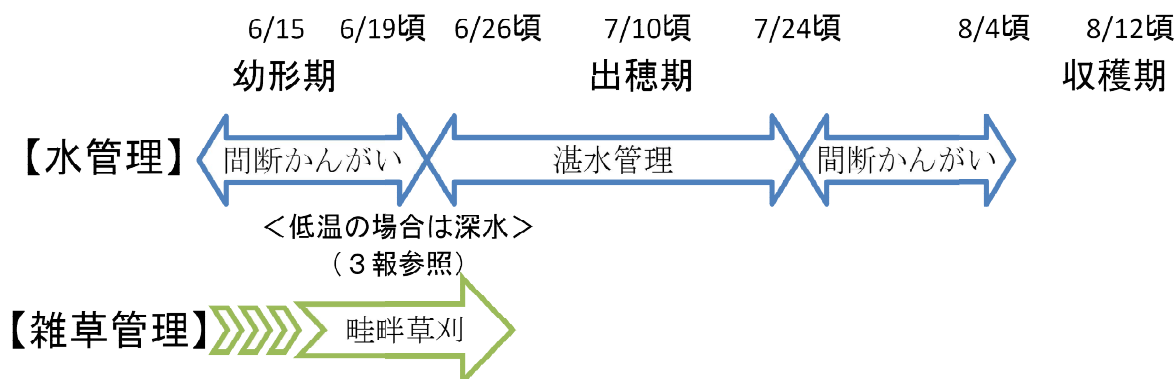 6/15 6/19頃 6/26頃 7/10頃 7/24頃 8/4頃 8/12頃
幼形期 出穂期 収穫期
【水管理】 間断かんがい 湛水管理 間断かんがい
＜低温の場合は深水＞
（３報参照）
【雑草管理】 畦畔草刈